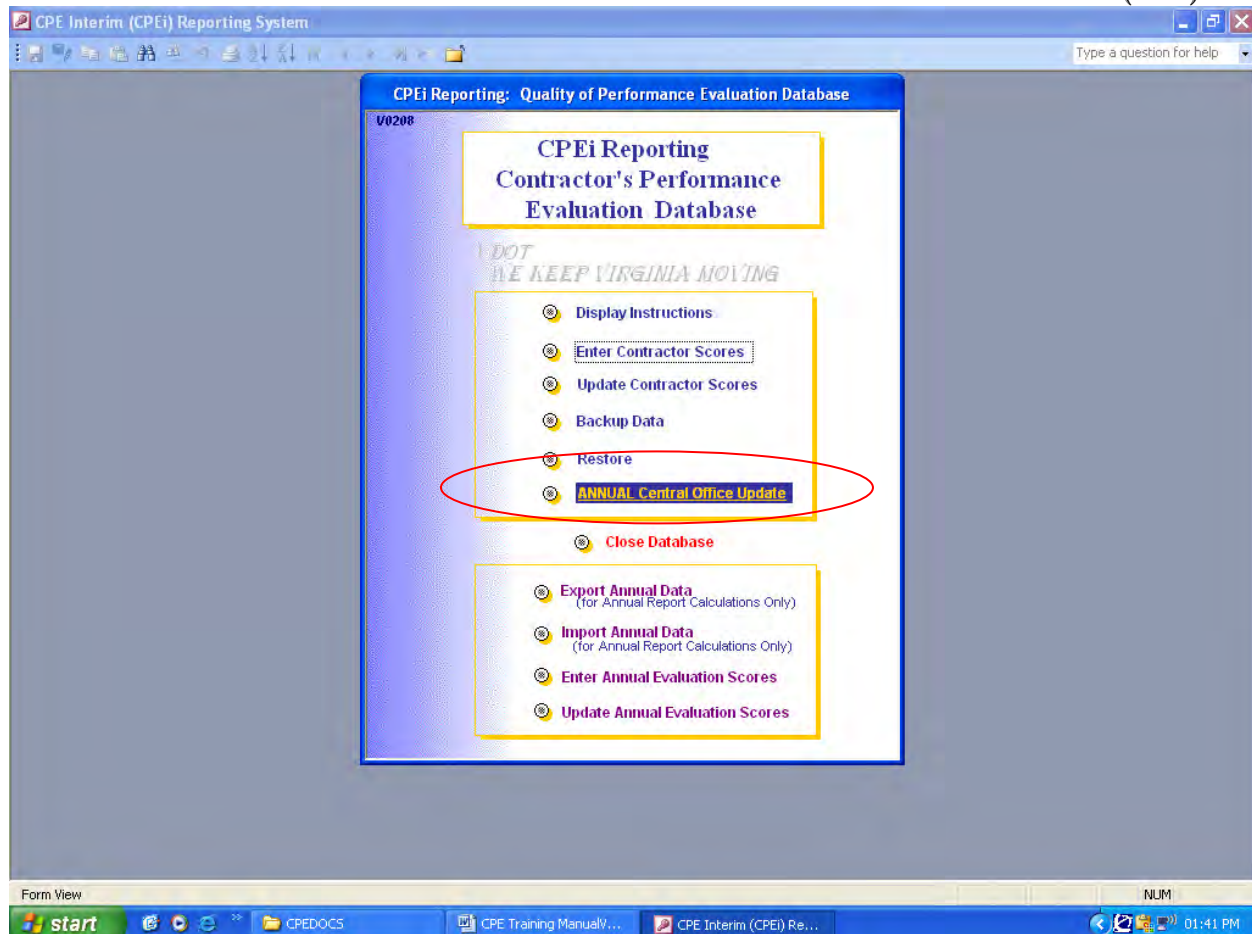 CPE Interim (CPEi) Reporting System
Type a question for help
CPEi Reporting: Quality of Performance Evaluation Database
V0208
CPEi Reporting
Contractor's Performance
Evaluation Database
DOT
WE KEEP VIRGINIA MOVING
Display Instructions
Enter Contractor Scores
Update Contractor Scores
Backup Data
Restore
ANNUAL Central Office Update
Close Database
Export Annual Data
(for Annual Report Calculations Only)
Import Annual Data
(for Annual Report Calculations Only)
Enter Annual Evaluation Scores
Update Annual Evaluation Scores
Form View
NUM
start
CPEDOCS
CPE Training ManualV...
CPE Interim (CPEi) Re...
01:41 PM